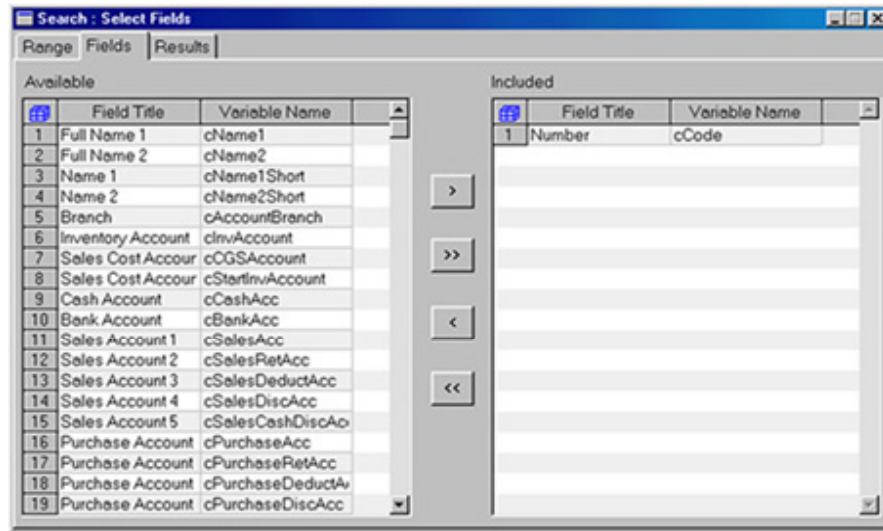 Search : Select Fields
Range Fields Results
Available
Field Title Variable Name
1 Full Name 1 cName1
2 Full Name 2 cName2
3 Name 1 cName1Short
4 Name 2 cName2Short
5 Branch cAccountBranch
6 Inventory Account cInvAccount
7 Sales Cost Accour cCGSAccount
8 Sales Cost Accour cStartInvAccount
9 Cash Account cCashAcc
10 Bank Account cBankAcc
11 Sales Account 1 cSalesAcc
12 Sales Account 2 cSalesRetAcc
13 Sales Account 3 cSalesDeductAcc
14 Sales Account 4 cSalesDiscAcc
15 Sales Account 5 cSalesCashDiscAc
16 Purchase Account cPurchaseAcc
17 Purchase Account cPurchaseRetAcc
18 Purchase Account cPurchaseDeductA
19 Purchase Account cPurchaseDiscAcc
>
>>
<
<<
Included
Field Title Variable Name
1 Number cCode